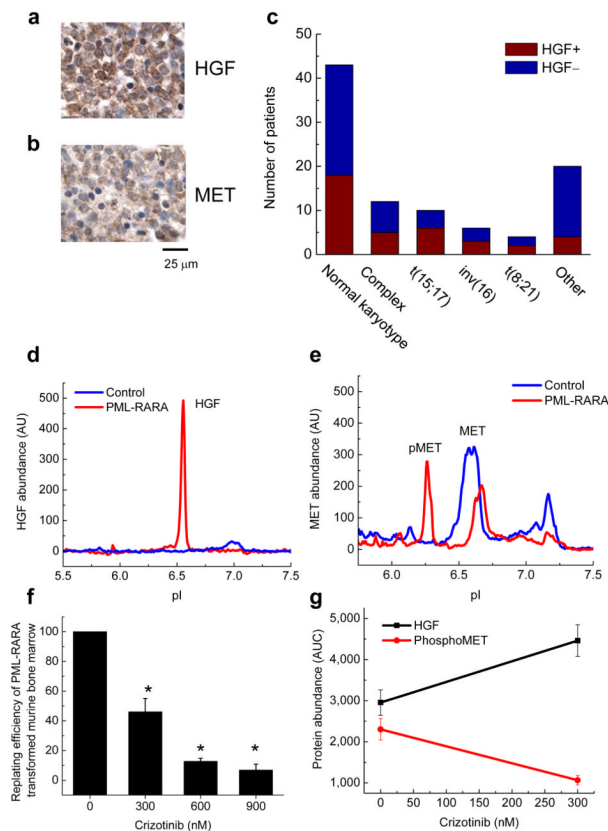 a
HGF
b
MET
25 μm
c
HGF+
HGF–
Number of patients
50
40
30
20
10
0
Normal karyotype
Complex
t(15;17)
inv(16)
t(8;21)
Other
d
Control
PML-RARA
HGF
HGF abundance (AU)
500
400
300
200
100
0
5.5 6.0 6.5 7.0 7.5
pI
e
Control
PML-RARA
pMET
MET
MET abundance (AU)
500
400
300
200
100
0
6.0 6.5 7.0 7.5
pI
f
Replating efficiency of PML-RARA
transformed murine bone marrow
100
80
60
40
20
0
*
*
*
0 300 600 900
Crizotinib (nM)
g
HGF
PhosphoMET
Protein abundance (AUC)
5,000
4,000
3,000
2,000
1,000
0 50 100 150 200 250 300
Crizotinib (nM)